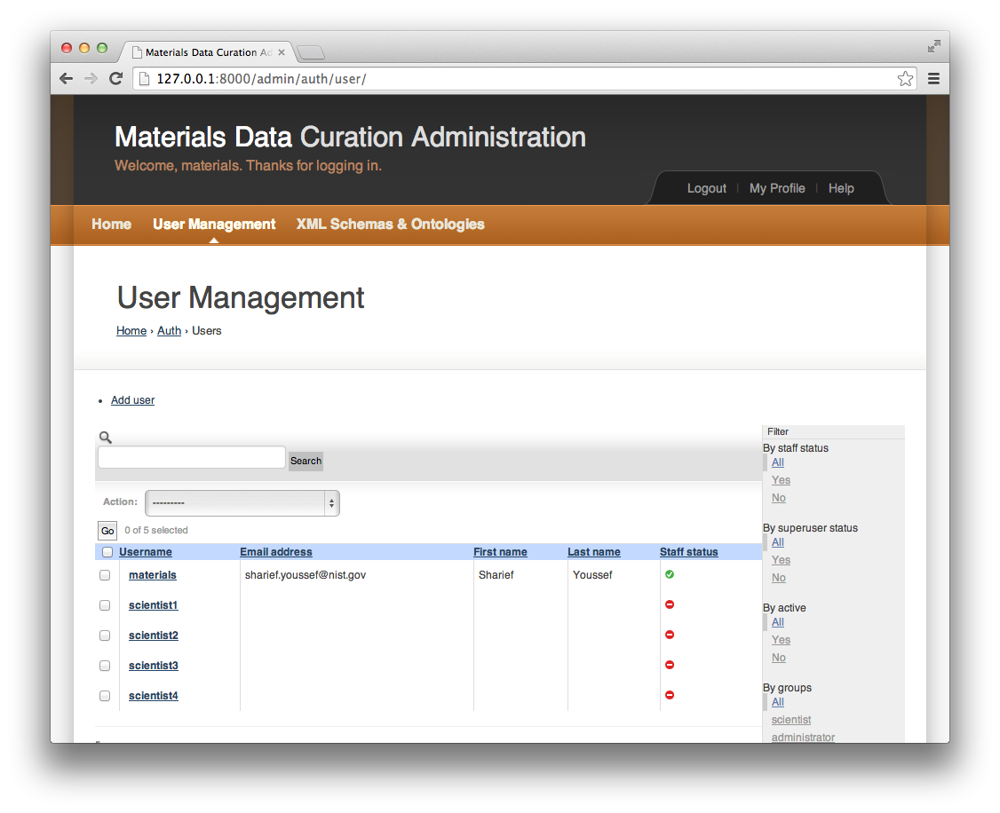 Materials Data Curation Ad
127.0.0.1:8000/admin/auth/user/
Materials Data Curation Administration
Welcome, materials. Thanks for logging in.
Logout | My Profile | Help
Home User Management XML Schemas & Ontologies
User Management
Home › Auth › Users
• Add user
Search
Action: ---------
Go 0 of 5 selected
Username Email address First name Last name Staff status
materials sharief.youssef@nist.gov Sharief Youssef
scientist1
scientist2
scientist3
scientist4
Filter
By staff status
All
Yes
No
By superuser status
All
Yes
No
By active
All
Yes
No
By groups
All
scientist
administrator